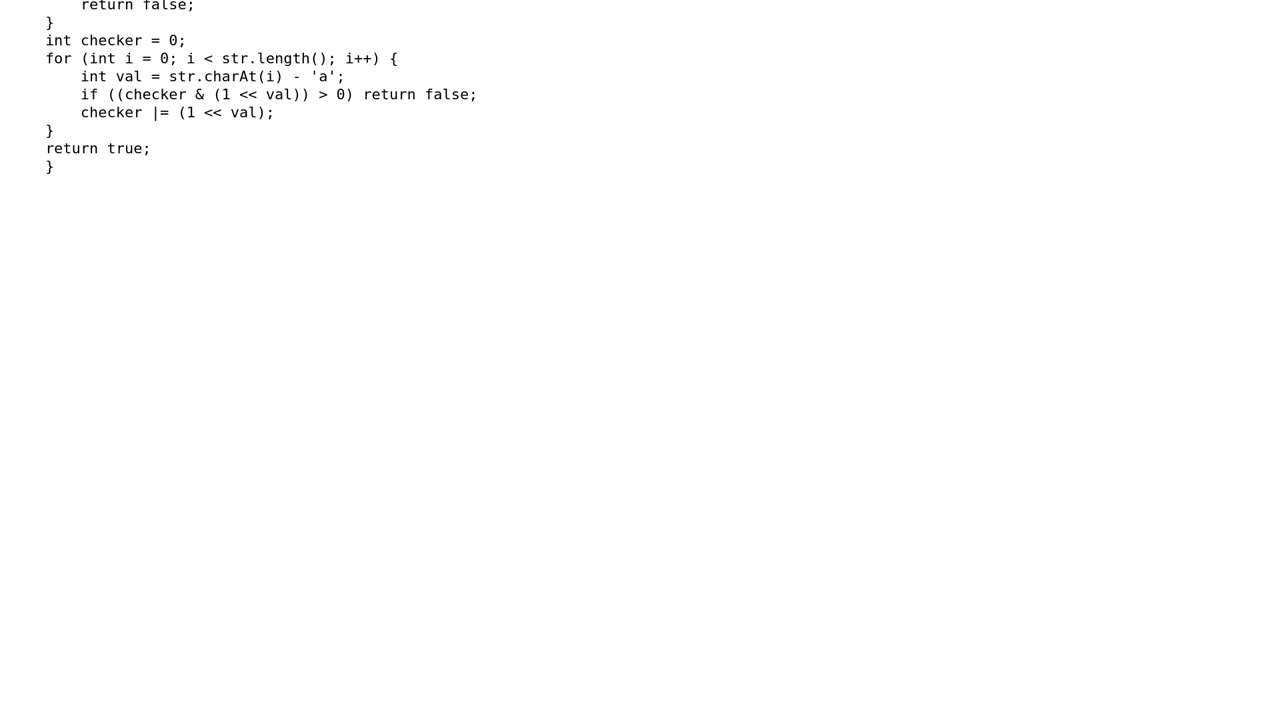 return false;
}
int checker = 0;
for (int i = 0; i < str.length(); i++) {
int val = str.charAt(i) - 'a';
if ((checker & (1 << val)) > 0) return false;
checker |= (1 << val);
}
return true;
}